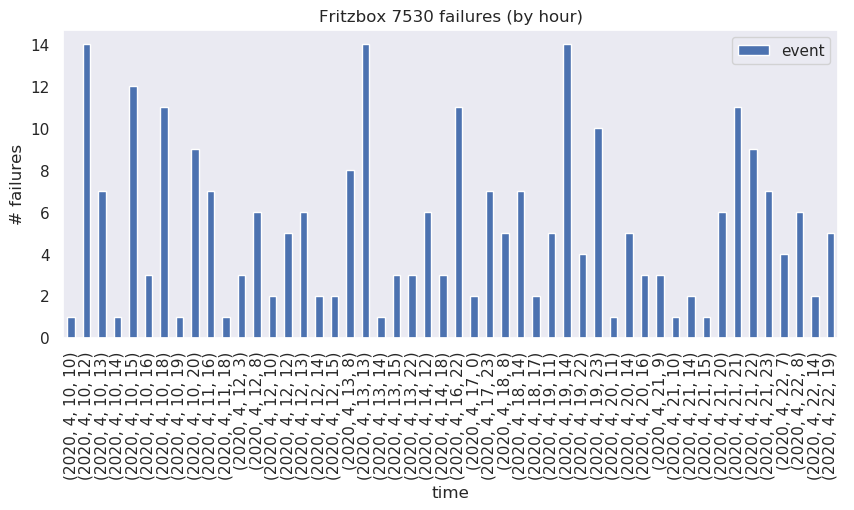 Fritzbox 7530 failures (by hour)
event
# failures
14
12
10
8
6
4
2
0
(2020, 4, 10, 10)
(2020, 4, 10, 12)
(2020, 4, 10, 13)
(2020, 4, 10, 14)
(2020, 4, 10, 15)
(2020, 4, 10, 16)
(2020, 4, 10, 18)
(2020, 4, 10, 19)
(2020, 4, 10, 20)
(2020, 4, 11, 16)
(2020, 4, 11, 18)
(2020, 4, 12, 3)
(2020, 4, 12, 8)
(2020, 4, 12, 10)
(2020, 4, 12, 12)
(2020, 4, 12, 13)
(2020, 4, 12, 14)
(2020, 4, 12, 15)
(2020, 4, 13, 8)
(2020, 4, 13, 13)
(2020, 4, 13, 14)
(2020, 4, 13, 15)
(2020, 4, 13, 22)
(2020, 4, 14, 12)
(2020, 4, 14, 18)
(2020, 4, 16, 22)
(2020, 4, 17, 0)
(2020, 4, 17, 23)
(2020, 4, 18, 8)
(2020, 4, 18, 14)
(2020, 4, 18, 17)
(2020, 4, 19, 11)
(2020, 4, 19, 14)
(2020, 4, 19, 22)
(2020, 4, 19, 23)
(2020, 4, 20, 11)
(2020, 4, 20, 14)
(2020, 4, 20, 16)
(2020, 4, 21, 9)
(2020, 4, 21, 10)
(2020, 4, 21, 14)
(2020, 4, 21, 15)
(2020, 4, 21, 20)
(2020, 4, 21, 21)
(2020, 4, 21, 22)
(2020, 4, 21, 23)
(2020, 4, 22, 7)
(2020, 4, 22, 8)
(2020, 4, 22, 14)
(2020, 4, 22, 19)
time